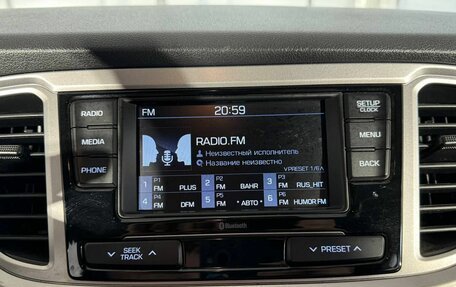 FM 20:59
RADIO
MEDIA
PHONE
SETUP
CLOCK
MENU
BACK
RADIO.FM
Неизвестный исполнитель
Название неизвестно
PRESET 1/6
1 P1 FM PLUS 2 P2 FM ВАНR 3 P3 FM RUS_HIT
4 P4 FM DFM 5 P5 FM * АВТО * 6 P6 FM HUMOR FM
Bluetooth
SEEK
TRACK
PRESET